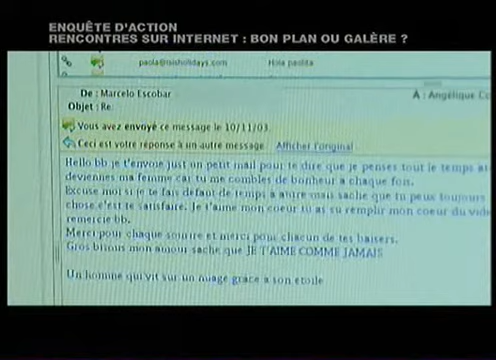 ENQUÊTE D'ACTION
RENCONTRES SUR INTERNET : BON PLAN OU GALÈRE ?
Hola paolita
De : Marcelo Escobar
À : Angélique
Objet : Re:
Vous avez envoyé ce message le 10/11/03.
Ceci est votre réponse à un autre message Afficher l'original
Hello bb je t'envoie just un petit mail pour te dire que je penses tout le temps
deviennes ma femme car tu me combles de bonheur a chaque fois.
Excuse moi si je te fais defaut de temps a autre mais sache que tu peux toujours
chose c'est te satisfaire. Je t'aime mon coeur tu as su remplir mon coeur du vide
remercie bb.
Merci pour chaque sourire et merci pour chacun de tes baisers.
Gros bisous mon amour sache que JE T'AIME COMME JAMAIS
Un homme qui vit sur un nuage grace a son etoile